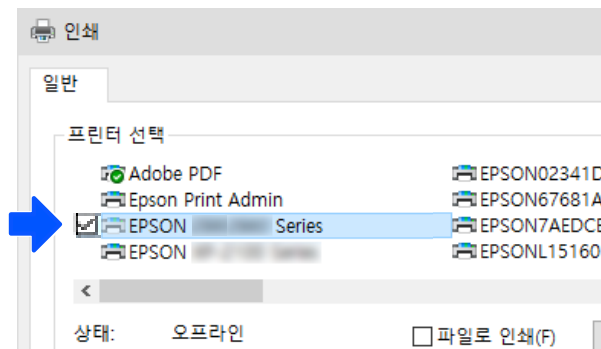 인쇄
일반
프린터 선택
Adobe PDF
Epson Print Admin
EPSON Series
EPSON
EPSON02341D
EPSON67681A
EPSON7AEDCE
EPSONL15160
상태: 오프라인
파일로 인쇄(F)